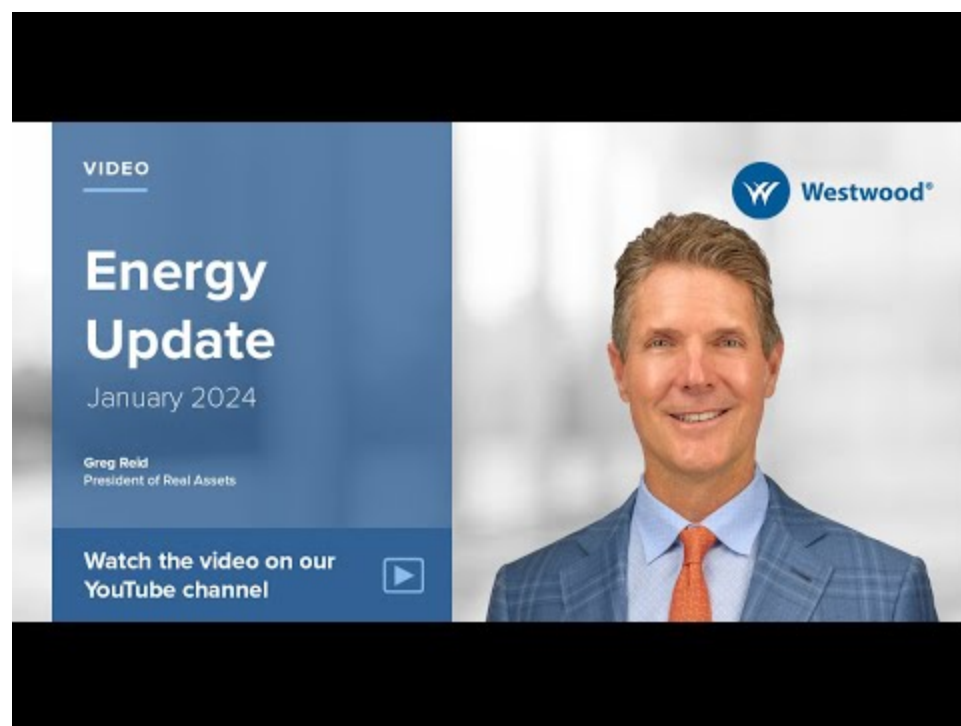 VIDEO
Energy
Update
January 2024
Greg Reid
President of Real Assets
Watch the video on our
YouTube channel
Westwood®